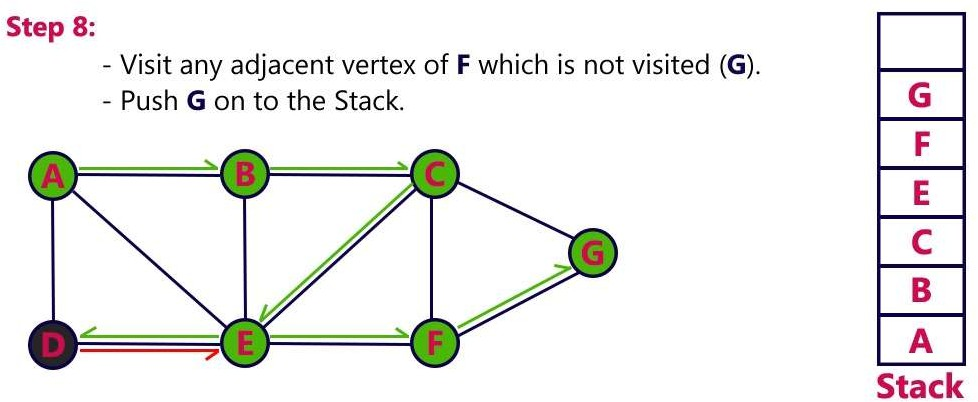 Step 8:
- Visit any adjacent vertex of F which is not visited (G).
- Push G on to the Stack.
A
B
C
G
D
E
F
G
F
E
C
B
A
Stack